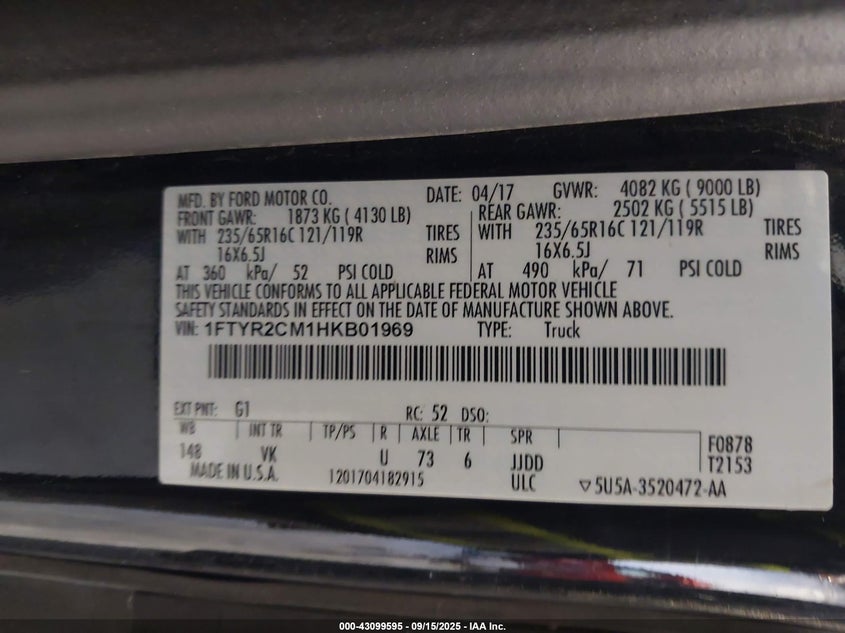 MFD. BY FORD MOTOR CO. DATE: 04/17 GVWR: 4082 KG ( 9000 LB)
FRONT GAWR: 1873 KG ( 4130 LB) REAR GAWR: 2502 KG ( 5515 LB)
WITH 235/65R16C 121/119R TIRES WITH 235/65R16C 121/119R TIRES
16X6.5J RIMS 16X6.5J RIMS
AT 360 kPa/ 52 PSI COLD AT 490 kPa/ 71 PSI COLD
THIS VEHICLE CONFORMS TO ALL APPLICABLE FEDERAL MOTOR VEHICLE
SAFETY STANDARDS IN EFFECT ON THE DATE OF MANUFACTURE SHOWN ABOVE.
VIN: 1FTYR2CM1HKB01969 TYPE: Truck
EXT PNT: G1 RC: 52 DSO:
WB INT TR TP/PS R AXLE TR SPR F0878
148 VK U 73 6 JJDD T2153
MADE IN U.S.A. 1201704182915 ULC ▽5U5A-3520472-AA
000-43099595 - 09/15/2025 - IAA Inc.